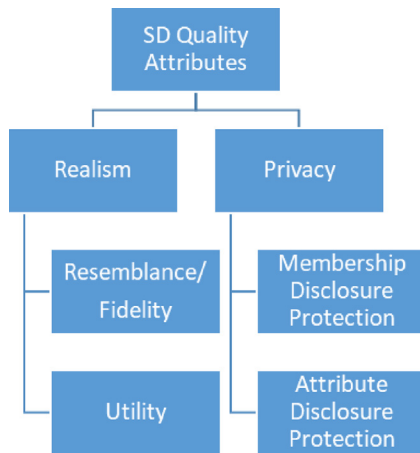 SD Quality
Attributes
Realism
Privacy
Resemblance/
Fidelity
Membership
Disclosure
Protection
Utility
Attribute
Disclosure
Protection